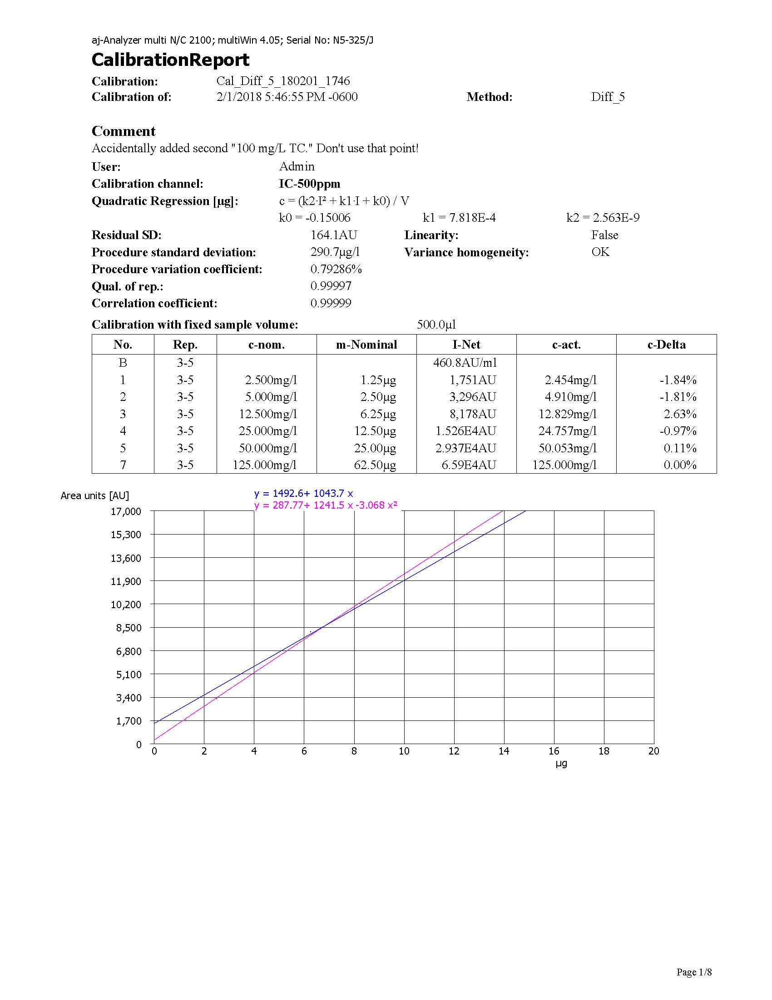 aj-Analyzer multi N/C 2100; multiWin 4.05; Serial No: N5-325/J
CalibrationReport
Calibration: Cal_Diff_5_180201_1746
Calibration of: 2/1/2018 5:46:55 PM -0600 Method: Diff_5
Comment
Accidentally added second "100 mg/L TC." Don't use that point!
User: Admin
Calibration channel: IC-500ppm
Quadratic Regression [µg]: c = (k2·I² + k1·I + k0) / V
k0 = -0.15006 k1 = 7.818E-4 k2 = 2.563E-9
Residual SD: 164.1AU Linearity: False
Procedure standard deviation: 290.7µg/l Variance homogeneity: OK
Procedure variation coefficient: 0.79286%
Qual. of rep.: 0.99997
Correlation coefficient: 0.99999
Calibration with fixed sample volume: 500.0µl
No. Rep. c-nom. m-Nominal I-Net c-act. c-Delta
B 3-5 460.8AU/ml
1 3-5 2.500mg/l 1.25µg 1,751AU 2.454mg/l -1.84%
2 3-5 5.000mg/l 2.50µg 3,296AU 4.910mg/l -1.81%
3 3-5 12.500mg/l 6.25µg 8,178AU 12.829mg/l 2.63%
4 3-5 25.000mg/l 12.50µg 1.526E4AU 24.757mg/l -0.97%
5 3-5 50.000mg/l 25.00µg 2.937E4AU 50.053mg/l 0.11%
7 3-5 125.000mg/l 62.50µg 6.59E4AU 125.000mg/l 0.00%
Area units [AU] y = 1492.6+ 1043.7 x
y = 287.77+ 1241.5 x -3.068 x²
17,000
15,300
13,600
11,900
10,200
8,500
6,800
5,100
3,400
1,700
0
0 2 4 6 8 10 12 14 16 18 20
µg
Page 1/8